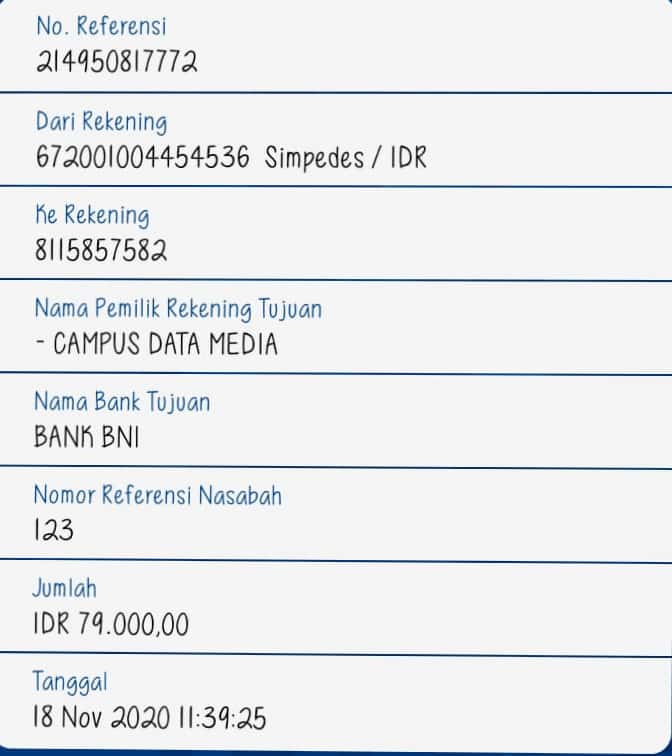 No. Referensi
214950817772
Dari Rekening
672001004454536 Simpedes / IDR
Ke Rekening
8115857582
Nama Pemilik Rekening Tujuan
- CAMPUS DATA MEDIA
Nama Bank Tujuan
BANK BNI
Nomor Referensi Nasabah
123
Jumlah
IDR 79.000,00
Tanggal
18 Nov 2020 11:39:25